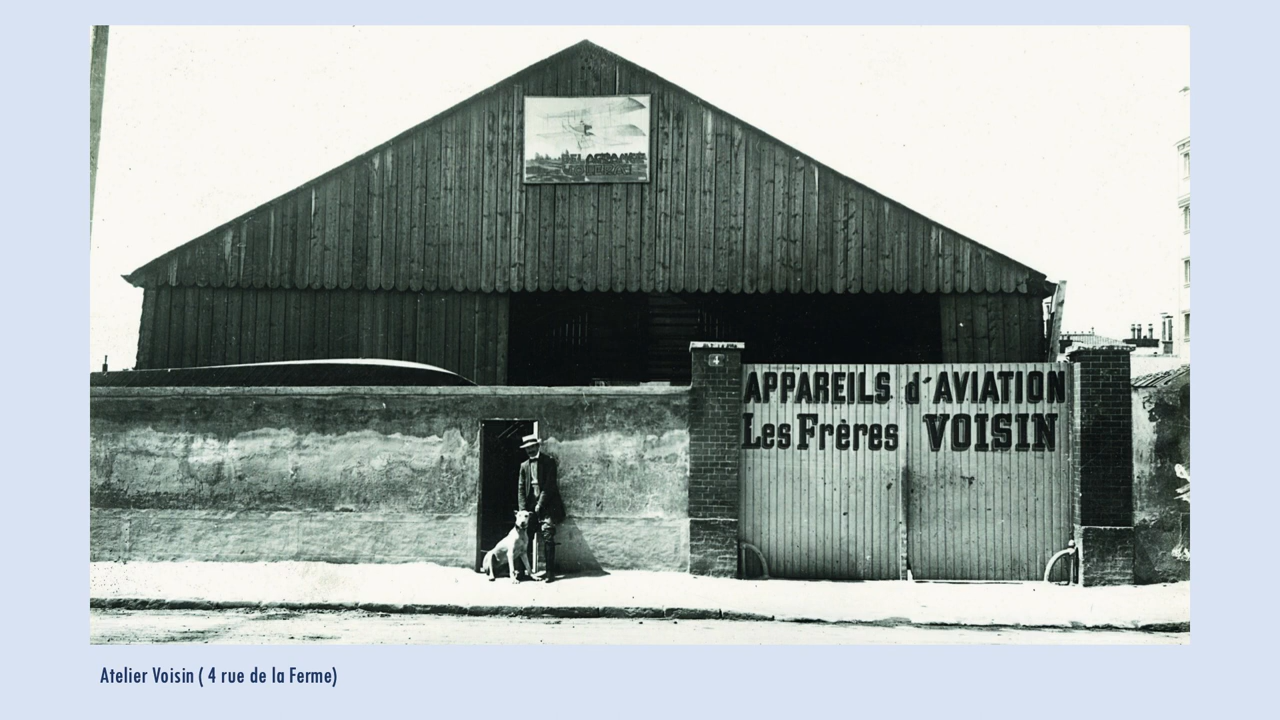 4
APPAREILS d'AVIATION
Les Frères VOISIN
Atelier Voisin ( 4 rue de la Ferme)